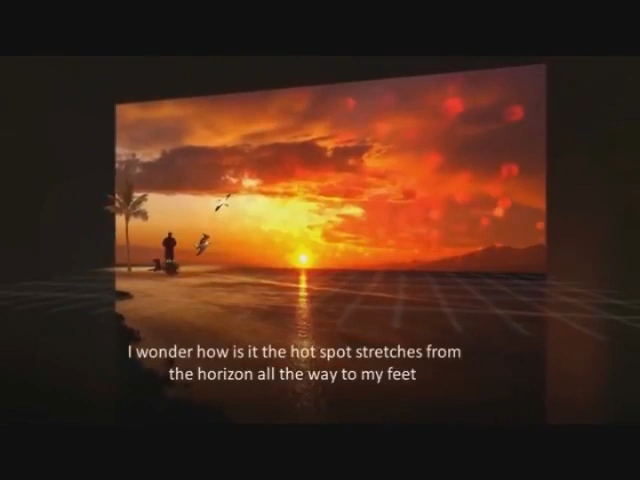 I wonder how is it the hot spot stretches from
the horizon all the way to my feet